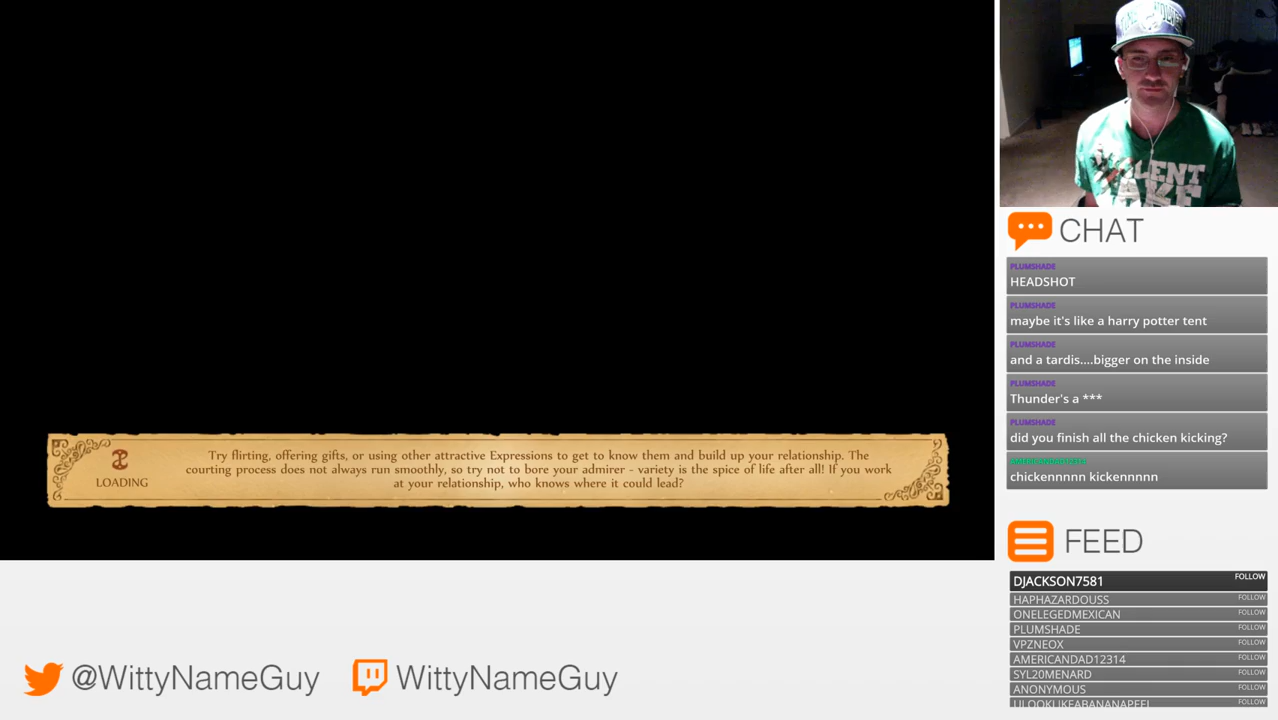 Try flirting, offering gifts, or using other attractive Expressions to get to know them and build up your relationship. The
courting process does not always run smoothly, so try not to bore your admirer - variety is the spice of life after all! If you work
at your relationship, who knows where it could lead?
LOADING
CHAT
PLUMSHADE
HEADSHOT
PLUMSHADE
maybe it's like a harry potter tent
PLUMSHADE
and a tardis....bigger on the inside
PLUMSHADE
Thunder's a ***
PLUMSHADE
did you finish all the chicken kicking?
AMERICANDAD12314
chickennnnn kickennnnn
FEED
DJACKSON7581 FOLLOW
HAPHAZARDOUSS FOLLOW
ONELEGEDMEXICAN FOLLOW
PLUMSHADE FOLLOW
VPZNEOX FOLLOW
AMERICANDAD12314 FOLLOW
SYL20MENARD FOLLOW
ANONYMOUS FOLLOW
ULOOKLIKEABANANAPEEL FOLLOW
@WittyNameGuy
WittyNameGuy